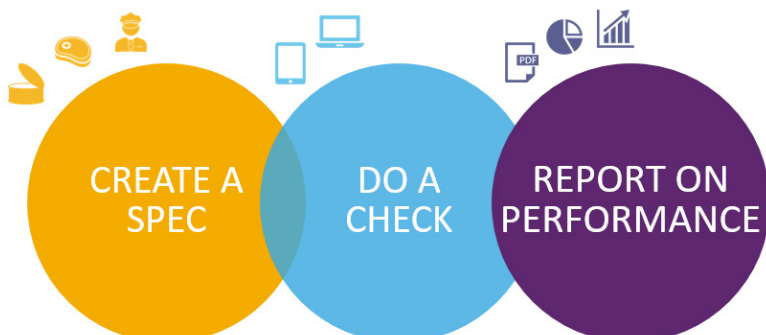 PDF
CREATE A
SPEC
DO A
CHECK
REPORT ON
PERFORMANCE